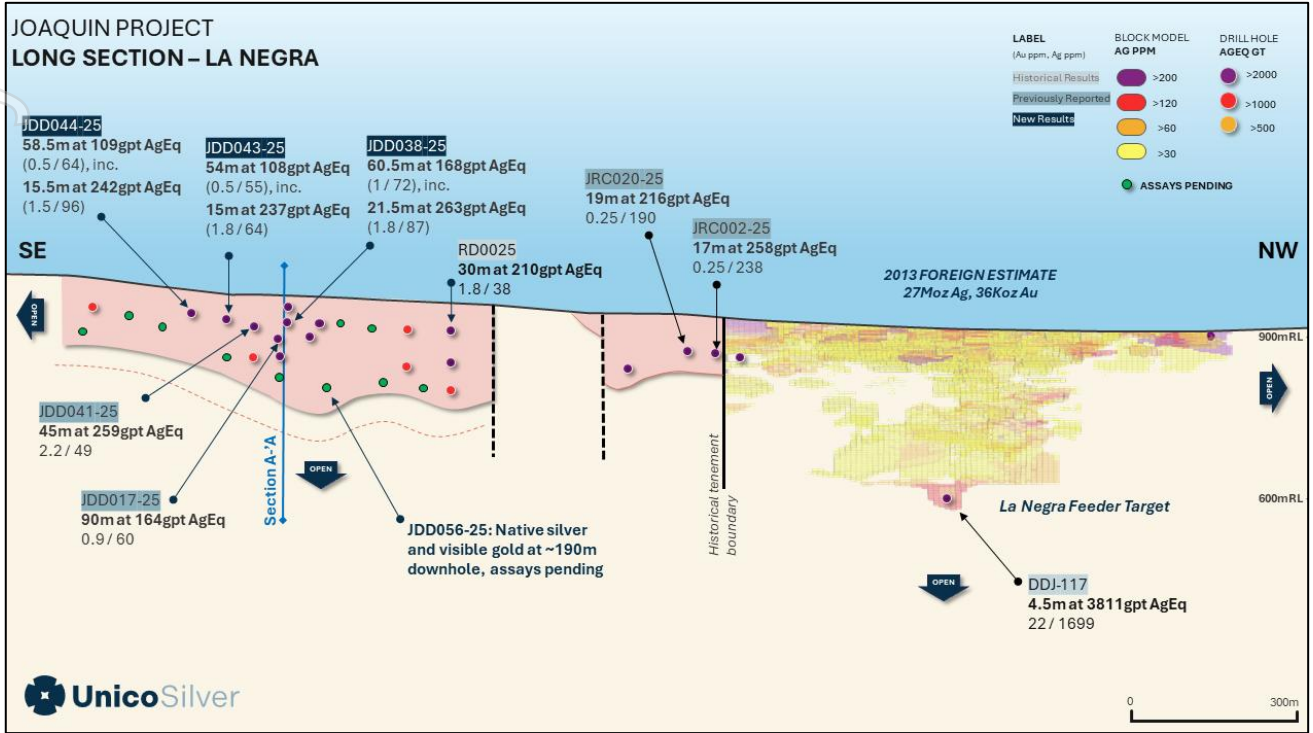 JOAQUIN PROJECT
LONG SECTION – LA NEGRA
LABEL
(Au ppm, Ag ppm)
Historical Results
Previously Reported
New Results
BLOCK MODEL
AG PPM
>200
>120
>60
>30
DRILL HOLE
AGEQ GT
>2000
>1000
>500
ASSAYS PENDING
JDD044-25
58.5m at 109gpt AgEq
(0.5 / 64), inc.
15.5m at 242gpt AgEq
(1.5 / 96)
JDD043-25
54m at 108gpt AgEq
(0.5 / 55), inc.
15m at 237gpt AgEq
(1.8 / 64)
JDD038-25
60.5m at 168gpt AgEq
(1 / 72), inc.
21.5m at 263gpt AgEq
(1.8 / 87)
RD0025
30m at 210gpt AgEq
1.8 / 38
JRC020-25
19m at 216gpt AgEq
0.25 / 190
JRC002-25
17m at 258gpt AgEq
0.25 / 238
SE
NW
2013 FOREIGN ESTIMATE
27Moz Ag, 36Koz Au
OPEN
900mRL
OPEN
JDD041-25
45m at 259gpt AgEq
2.2 / 49
JDD017-25
90m at 164gpt AgEq
0.9 / 60
Section A-'A
OPEN
JDD056-25: Native silver
and visible gold at ~190m
downhole, assays pending
Historical tenement
boundary
600mRL
La Negra Feeder Target
OPEN
DDJ-117
4.5m at 3811gpt AgEq
22 / 1699
UnicoSilver
0
300m